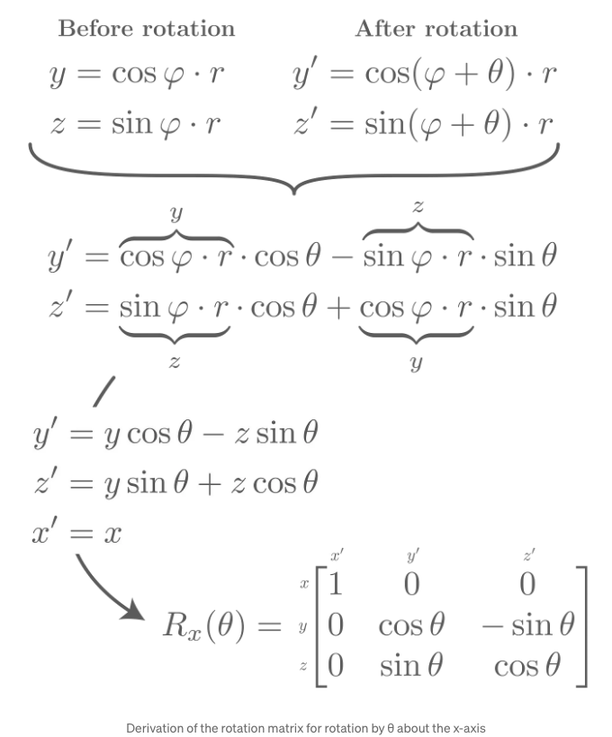 Before rotation After rotation
y = cos φ · r y′ = cos(φ + θ) · r
z = sin φ · r z′ = sin(φ + θ) · r
y z
y′ = cos φ · r · cos θ − sin φ · r · sin θ
z′ = sin φ · r · cos θ + cos φ · r · sin θ
z y
y′ = y cos θ − z sin θ
z′ = y sin θ + z cos θ
x′ = x
x′ y′ z′
x 1 0 0
Rₓ(θ) = y 0 cos θ − sin θ
z 0 sin θ cos θ
Derivation of the rotation matrix for rotation by θ about the x-axis